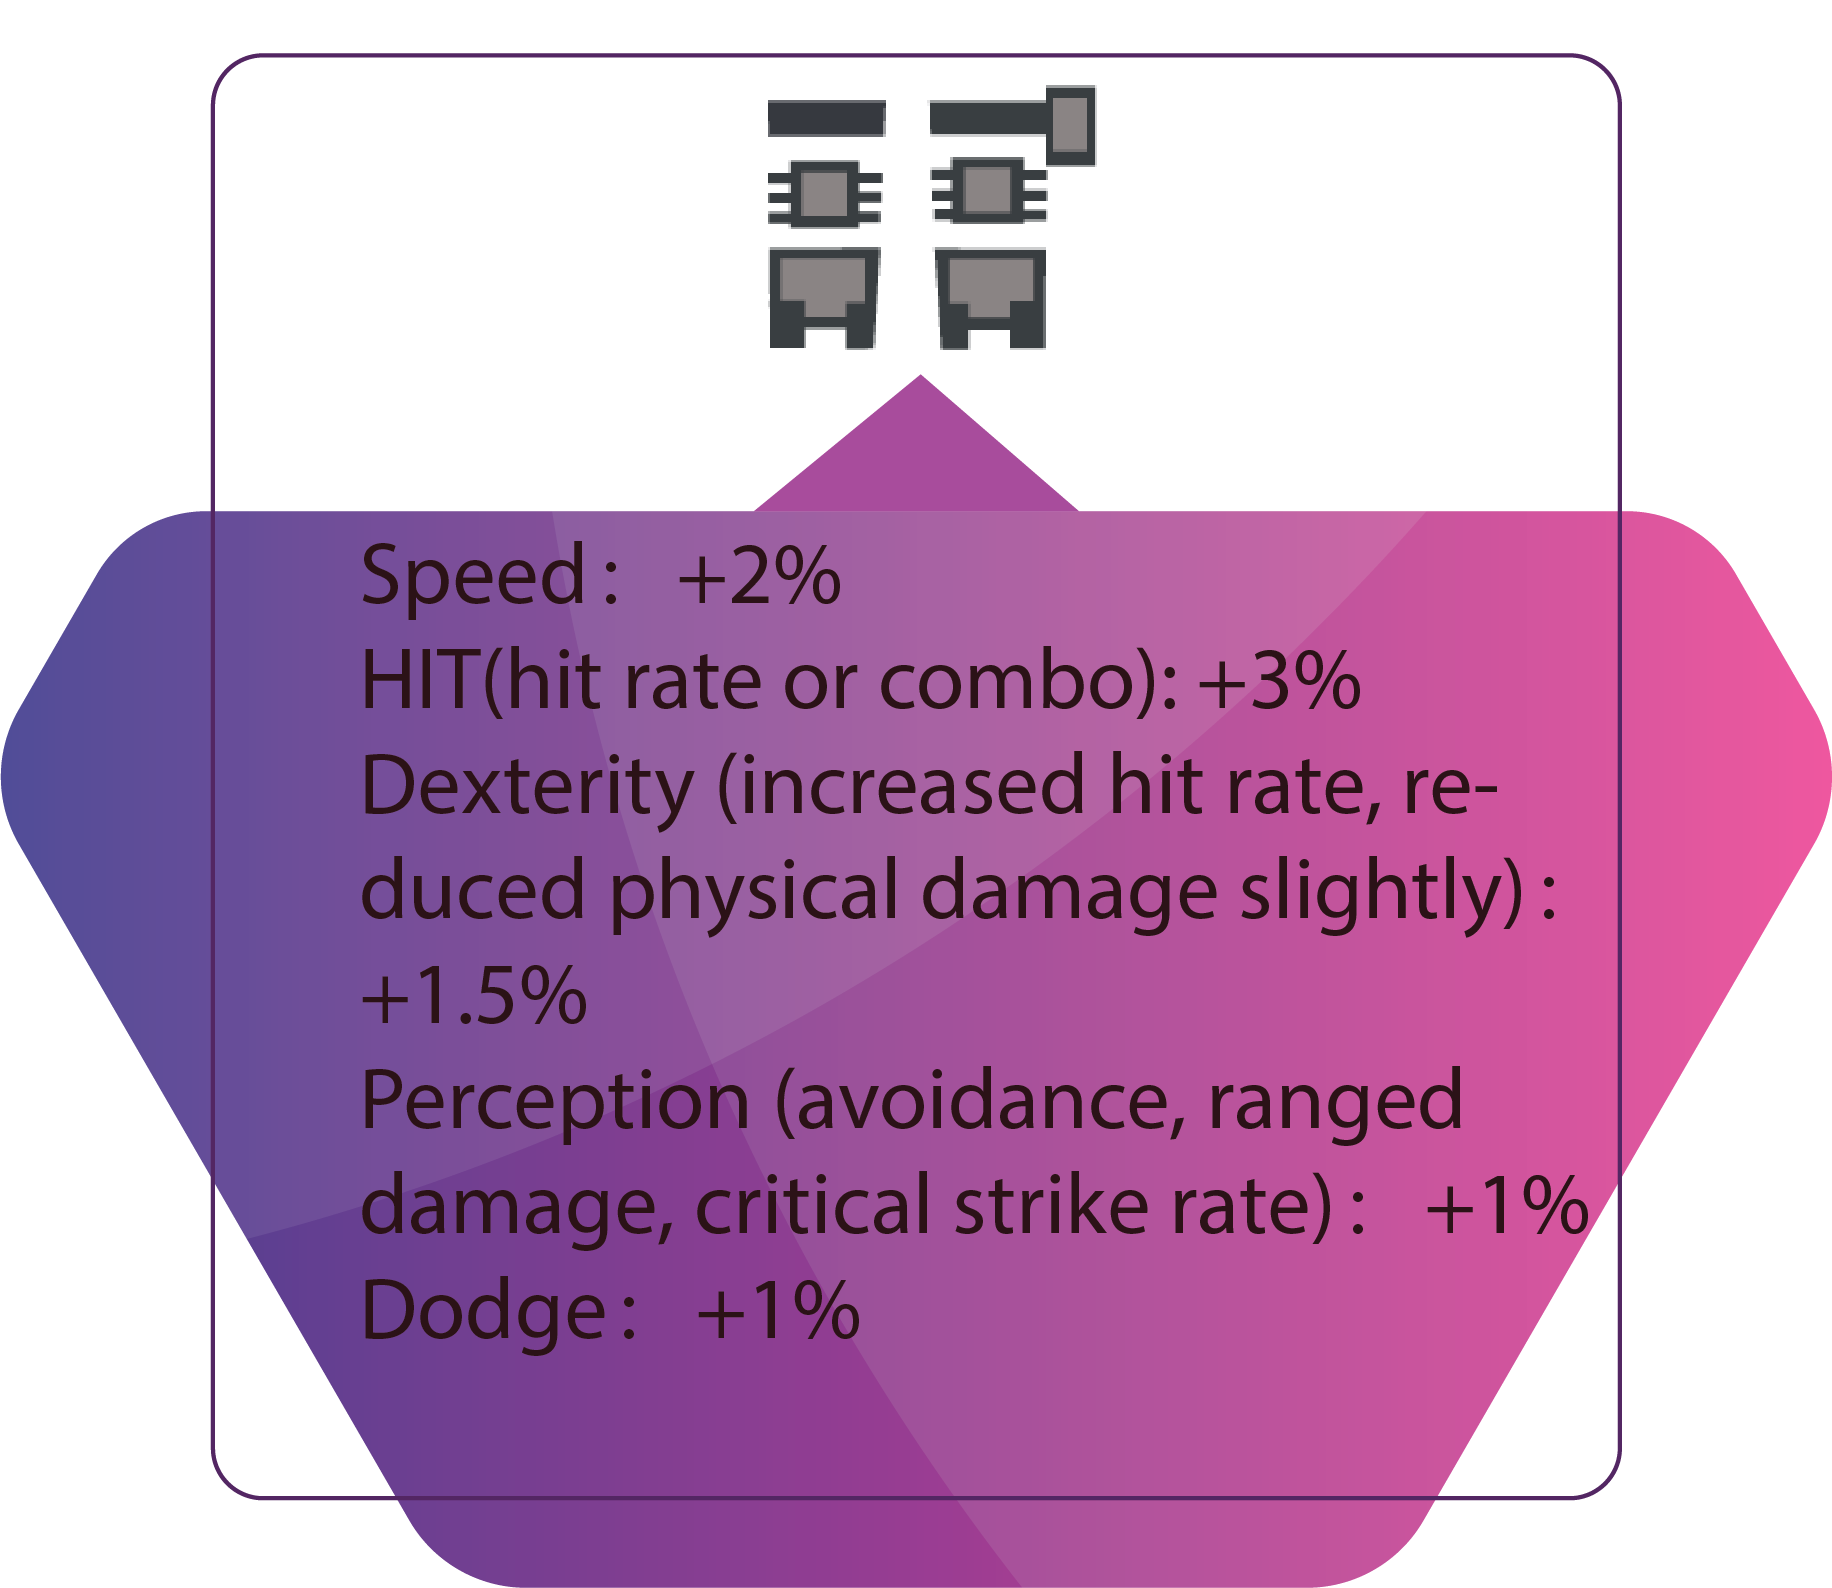 Speed : +2%
HIT(hit rate or combo): +3%
Dexterity (increased hit rate, re-
duced physical damage slightly) :
+1.5%
Perception (avoidance, ranged
damage, critical strike rate) : +1%
Dodge : +1%